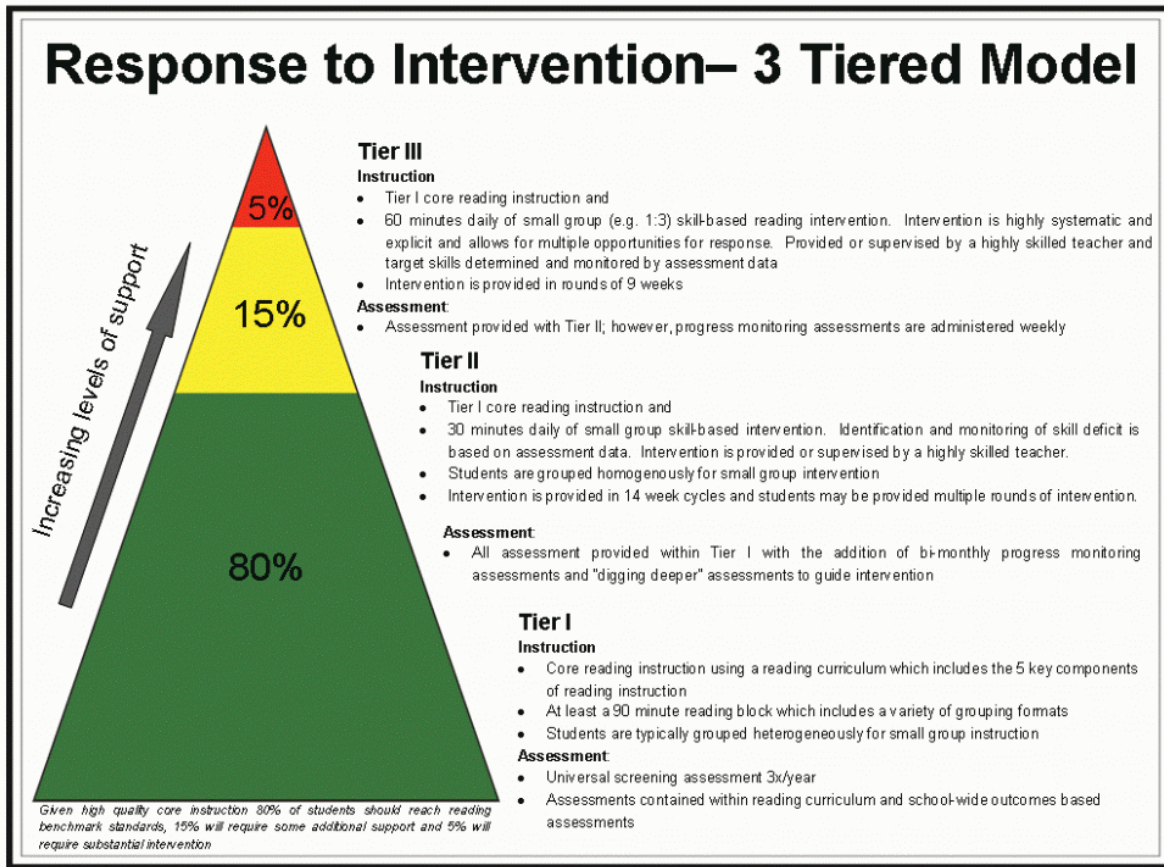 Response to Intervention– 3 Tiered Model
Tier III
Instruction
• Tier I core reading instruction and
• 60 minutes daily of small group (e.g. 1:3) skill-based reading intervention. Intervention is highly systematic and
explicit and allows for multiple opportunities for response. Provided or supervised by a highly skilled teacher and
target skills determined and monitored by assessment data
• Intervention is provided in rounds of 9 weeks
Assessment:
• Assessment provided with Tier II; however, progress monitoring assessments are administered weekly
Tier II
Instruction
• Tier I core reading instruction and
• 30 minutes daily of small group skill-based intervention. Identification and monitoring of skill deficit is
based on assessment data. Intervention is provided or supervised by a highly skilled teacher.
• Students are grouped homogenously for small group intervention
• Intervention is provided in 14 week cycles and students may be provided multiple rounds of intervention.
Assessment:
• All assessment provided within Tier I with the addition of bi-monthly progress monitoring
assessments and "digging deeper" assessments to guide intervention
Tier I
Instruction
• Core reading instruction using a reading curriculum which includes the 5 key components
of reading instruction
• At least a 90 minute reading block which includes a variety of grouping formats
• Students are typically grouped heterogeneously for small group instruction
Assessment:
• Universal screening assessment 3x/year
• Assessments contained within reading curriculum and school-wide outcomes based
assessments
5%
15%
80%
Increasing levels of support
Given high quality core instruction 80% of students should reach reading
benchmark standards, 15% will require some additional support and 5% will
require substantial intervention